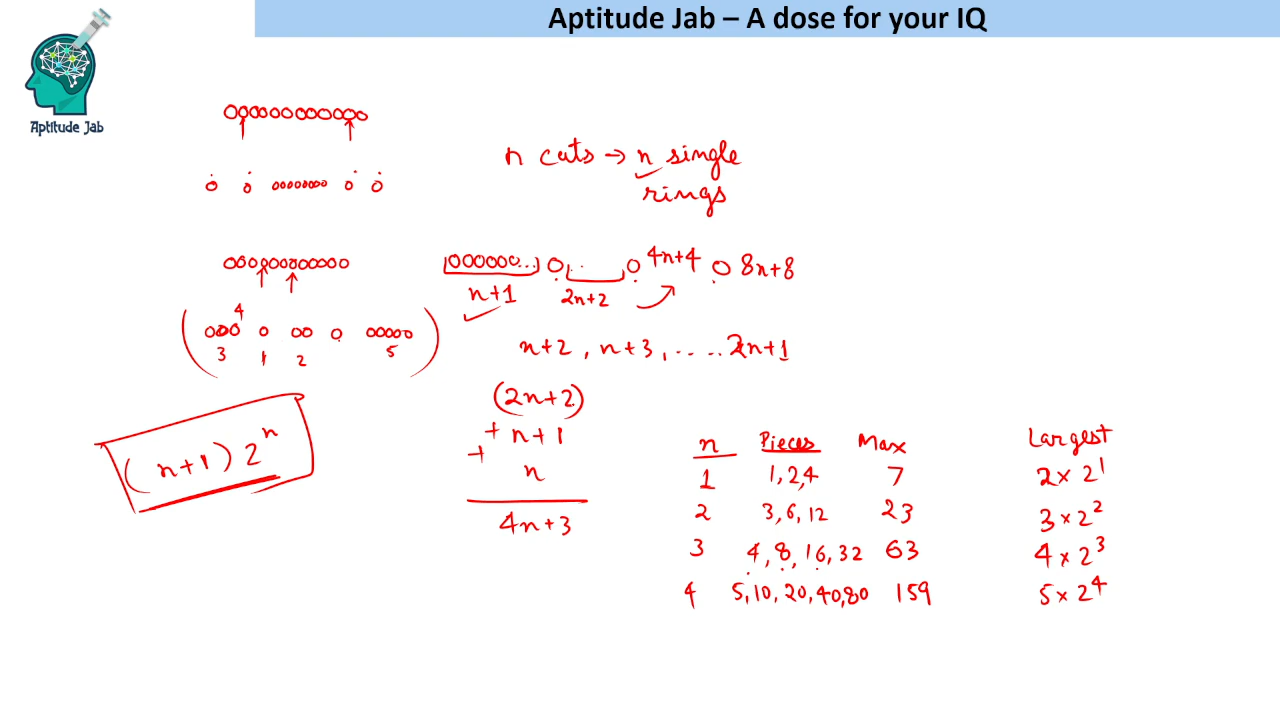 Aptitude Jab – A dose for your IQ
Aptitude Jab
n cuts → n single
rings
n+1
2n+2
4n+4
8n+8
4
3 1 2 5
n+2, n+3, ..... 2n+1
(2n+2)
+ n+1
+ n
4n+3
(n+1) 2^n
n Pieces Max Largest
1 1,2,4 7 2×2^1
2 3,6,12 23 3×2^2
3 4,8,16,32 63 4×2^3
4 5,10,20,40,80 159 5×2^4